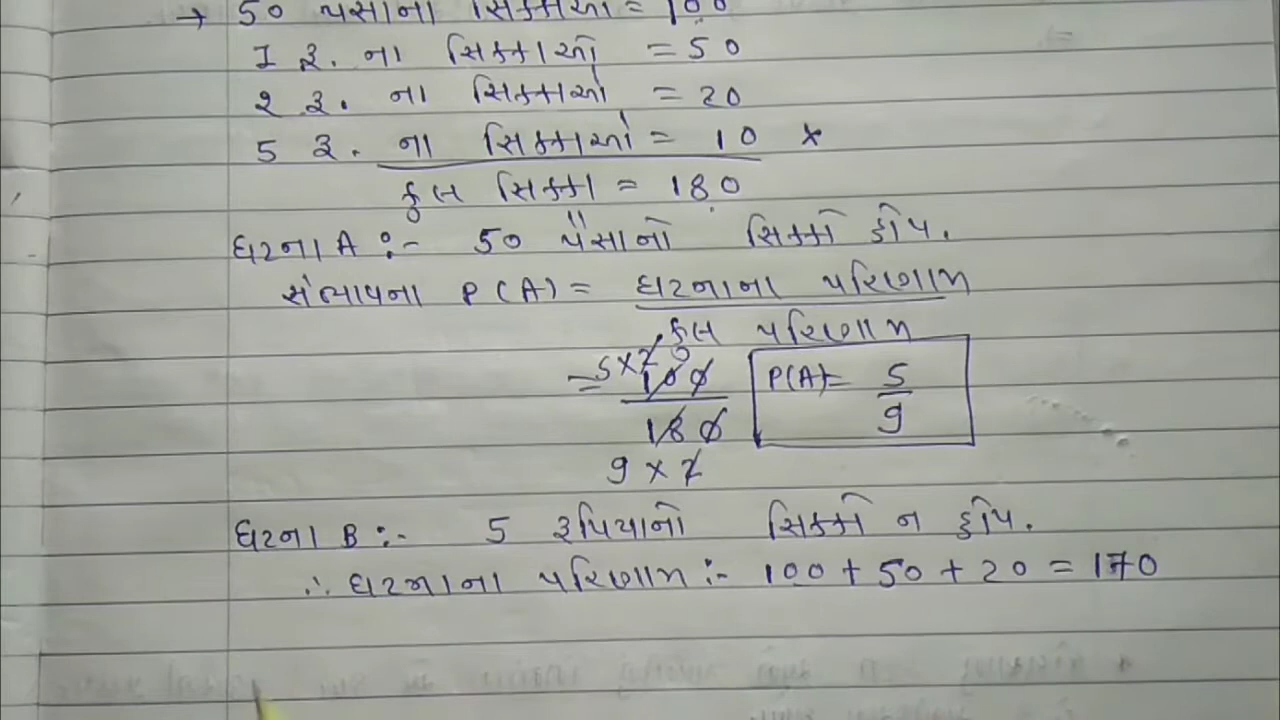 → 50 પૈસાના સિક્કાઓ = 100
1 રૂ. ના સિક્કાઓ = 50
2 રૂ. ના સિક્કાઓ = 20
5 રૂ. ના સિક્કાઓ = 10 x
કુલ સિક્કા = 180
ઘટના A :- 50 પૈસાનો સિક્કો હોય.
સંભાવના P(A) = ઘટનાના પરિણામ
કુલ પરિણામ
5 x 2
= 100 P(A) = 5
180 9
9 x 2
ઘટના B :- 5 રૂપિયાનો સિક્કો ન હોય.
∴ ઘટનાના પરિણામ :- 100 + 50 + 20 = 170